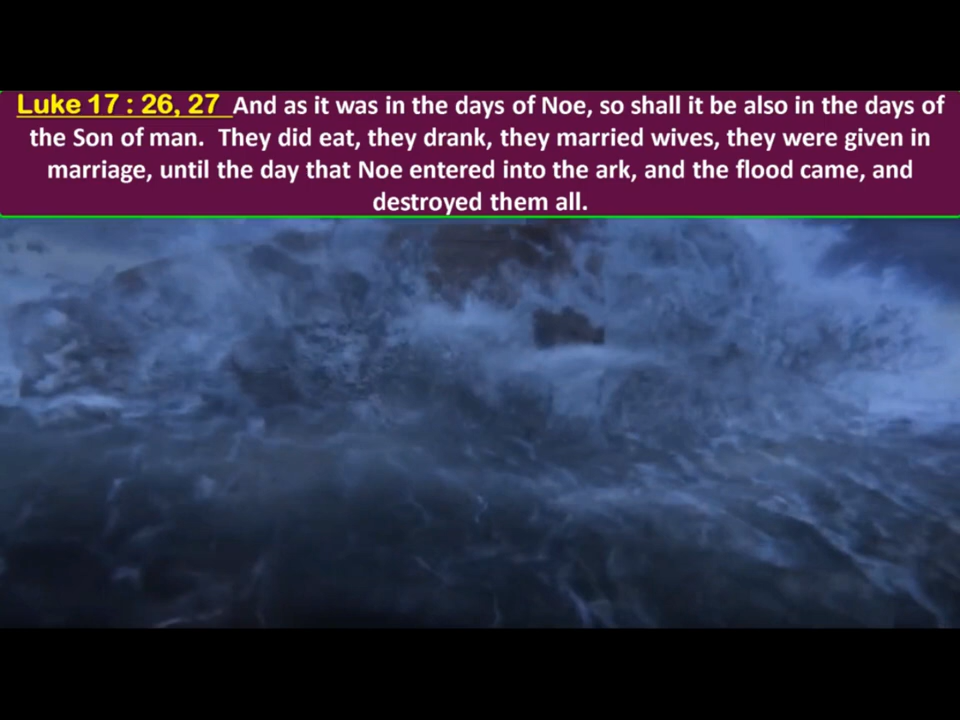 Luke 17 : 26, 27 And as it was in the days of Noe, so shall it be also in the days of
the Son of man. They did eat, they drank, they married wives, they were given in
marriage, until the day that Noe entered into the ark, and the flood came, and
destroyed them all.